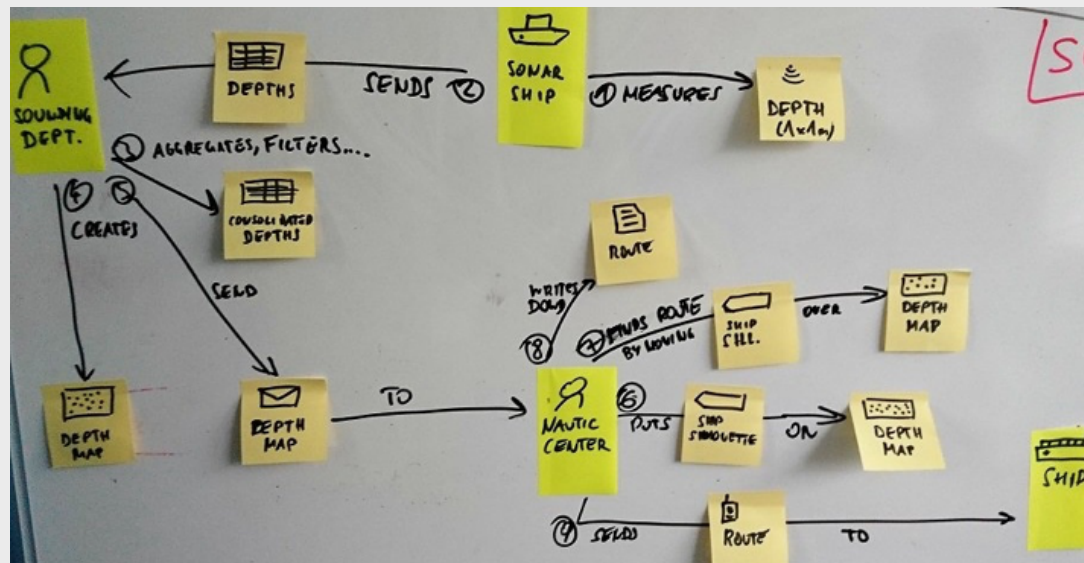 SOUNDING
DEPT.
DEPTHS
SENDS
2
SONAR
SHIP
1 MEASURES
DEPTH
(1x1m)
3 AGGREGATES, FILTERS....
CONSOLIDATED
DEPTHS
4
CREATES
5
SEND
DEPTH
MAP
DEPTH
MAP
TO
ROUTE
WRITES
DOWN
8
7 FINDS ROUTE
BY MOVING
SHIP
SILL.
OVER
DEPTH
MAP
NAUTIC
CENTER
6
PUTS
SHIP
SILHOUETTE
ON
DEPTH
MAP
9 SENDS
ROUTE
TO
SHIP